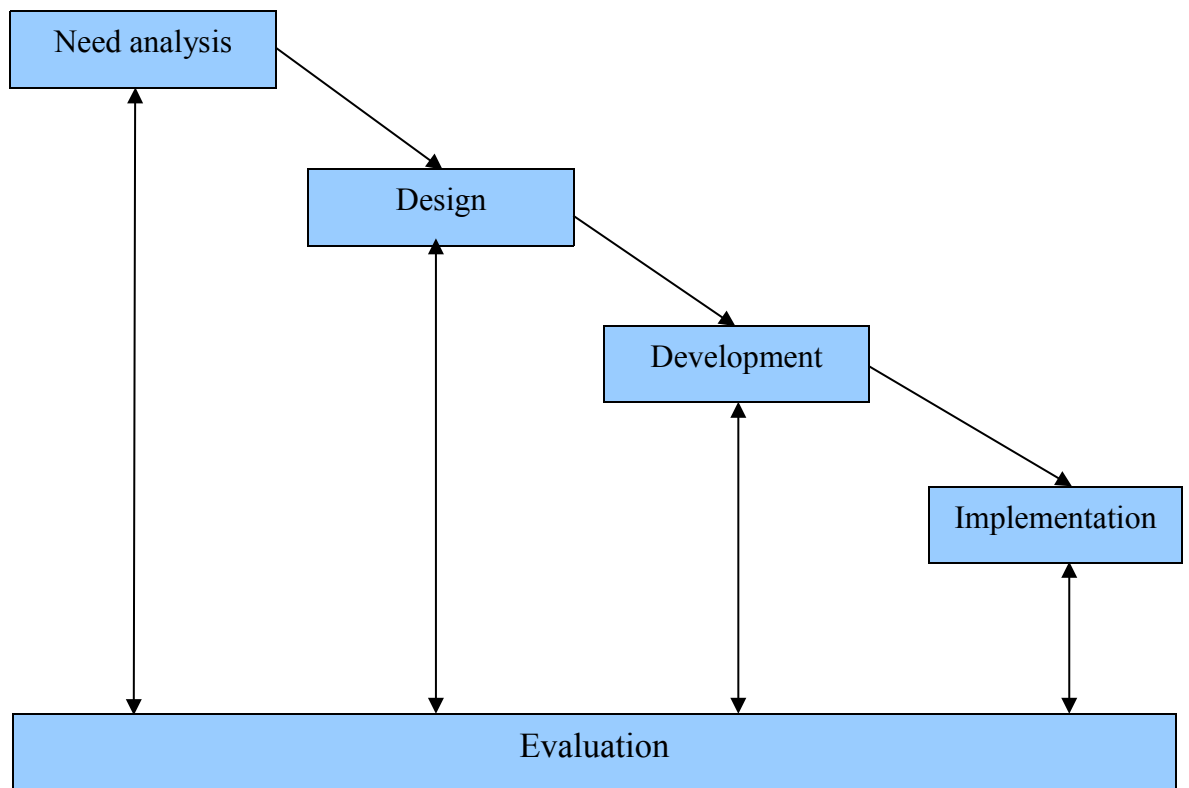 Need analysis
Design
Development
Implementation
Evaluation